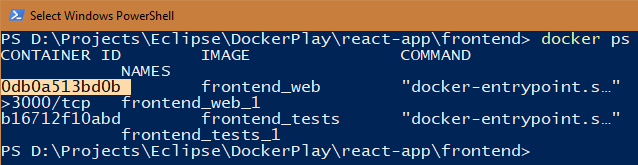 Select Windows PowerShell
PS D:\Projects\Eclipse\DockerPlay\react-app\frontend> docker ps
CONTAINER ID        IMAGE               COMMAND
NAMES
0db0a513bd0b        frontend_web        "docker-entrypoint.s…"
>3000/tcp   frontend_web_1
b16712f10abd        frontend_tests      "docker-entrypoint.s…"
frontend_tests_1
PS D:\Projects\Eclipse\DockerPlay\react-app\frontend>